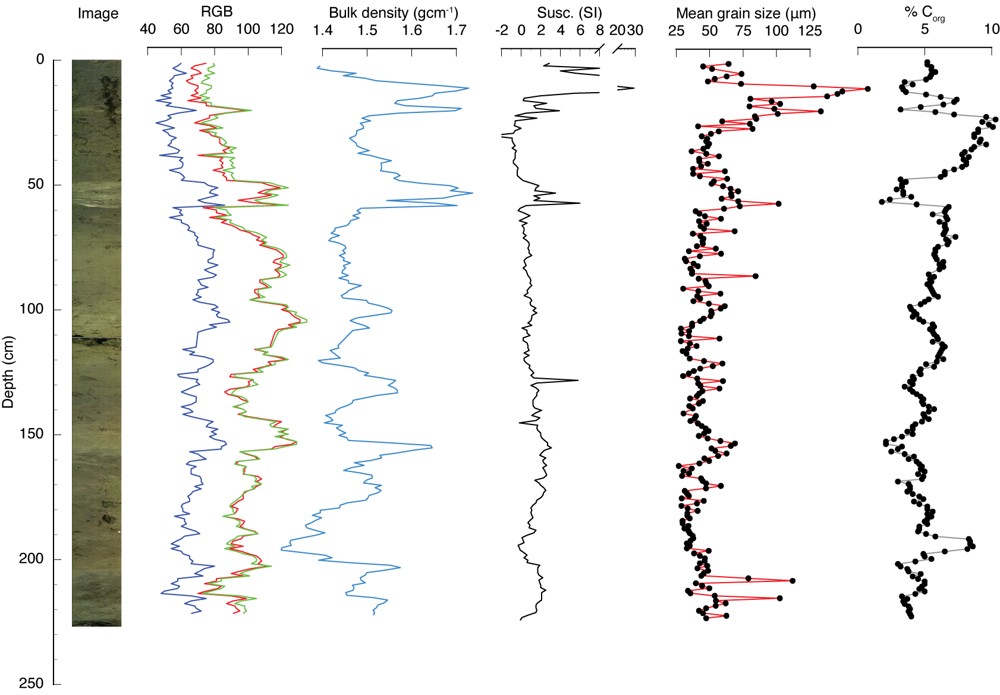 Image
RGB
Bulk density (gcm⁻¹)
Susc. (SI)
Mean grain size (µm)
% C_org
40 60 80 100 120
1.4 1.5 1.6 1.7
-2 0 2 4 6 8 20 30
25 50 75 100 125
0 5 10
0
50
100
150
200
250
Depth (cm)